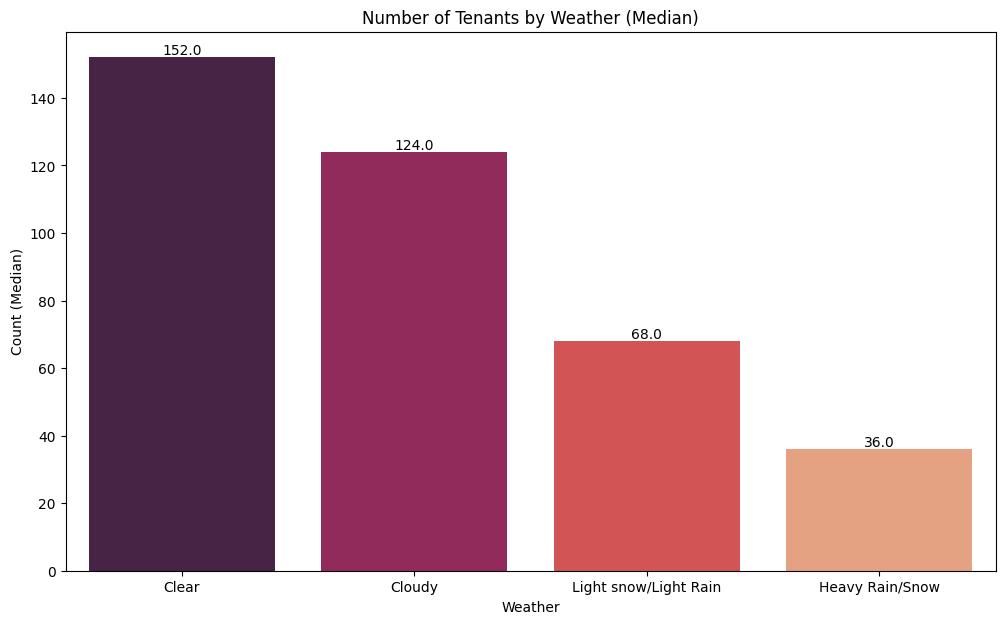 Number of Tenants by Weather (Median)
152.0
140
124.0
120
100
Count (Median)
80
68.0
60
40
36.0
20
0
Clear
Cloudy
Light snow/Light Rain
Heavy Rain/Snow
Weather